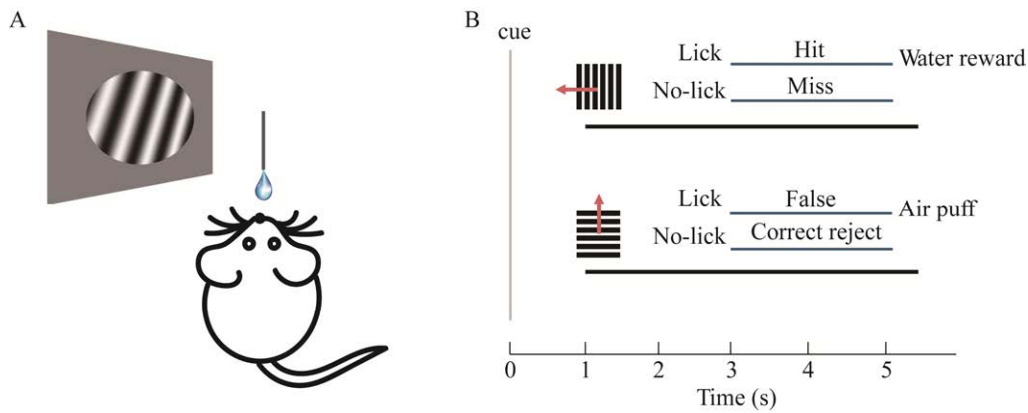 A
B
cue
Lick
Hit
Water reward
No-lick
Miss
Lick
False
Air puff
No-lick
Correct reject
0
1
2
3
4
5
Time (s)